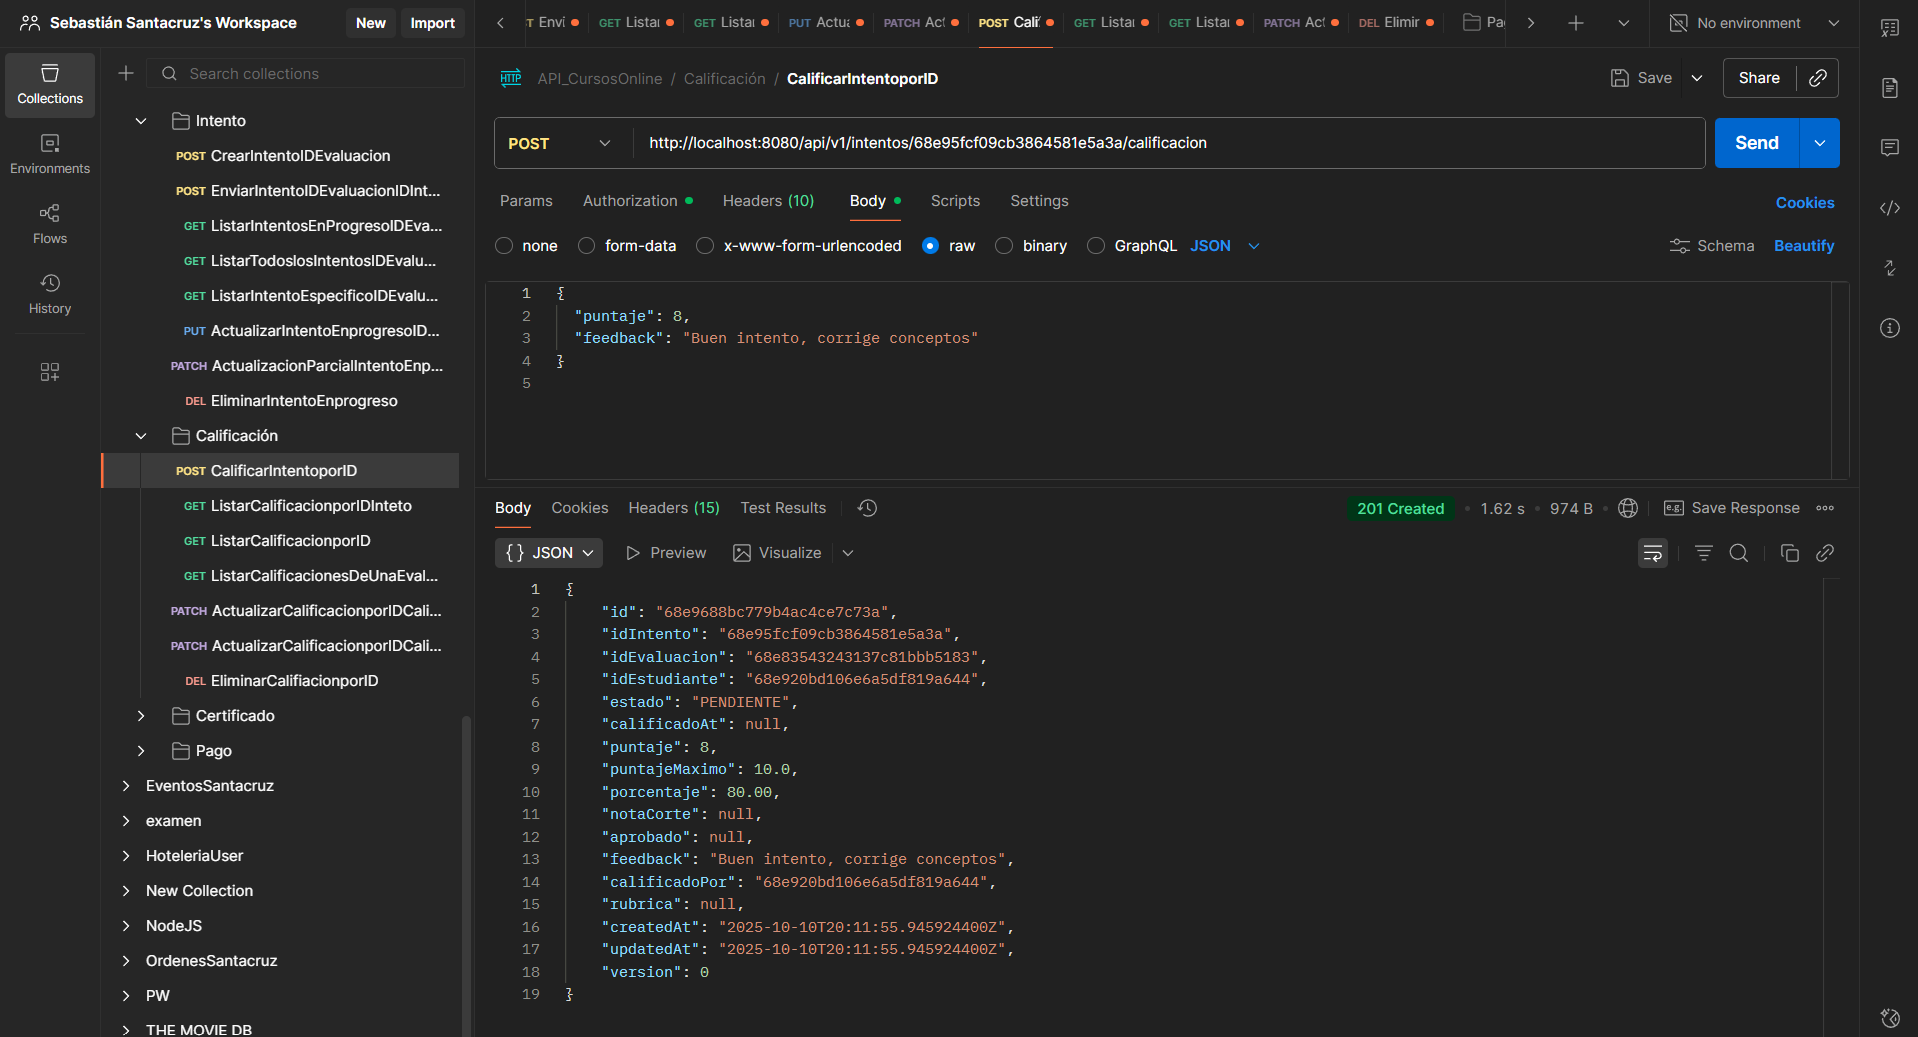 Sebastián Santacruz's Workspace
New
Import
Envi
GET Listar
GET Listar
PUT Actua
PATCH Act
POST Calif
GET Listar
GET Listar
PATCH Act
DEL Elimir
No environment
Collections
Environments
Flows
History
Search collections
Intento
POST CrearIntentoIDEvaluacion
POST EnviarIntentoIDEvaluacionIDInt...
GET ListarIntentosEnProgresoIDEva...
GET ListarTodoslosIntentosIDEvalu...
GET ListarIntentoEspecificoIDEvalu...
PUT ActualizarIntentoEnprogresoID...
PATCH ActualizacionParcialIntentoEnp...
DEL EliminarIntentoEnprogreso
Calificación
POST CalificarIntentoporID
GET ListarCalificacionporIDInteto
GET ListarCalificacionporID
GET ListarCalificacionesDeUnaEval...
PATCH ActualizarCalificacionporIDCali...
PATCH ActualizarCalificacionporIDCali...
DEL EliminarCalifiacionporID
Certificado
Pago
EventosSantacruz
examen
HoteleriaUser
New Collection
NodeJS
OrdenesSantacruz
PW
THE MOVIE DB
HTTP API_CursosOnline / Calificación / CalificarIntentoporID
Save
Share
POST http://localhost:8080/api/v1/intentos/68e95fcf09cb3864581e5a3a/calificacion
Send
Params Authorization Headers (10) Body Scripts Settings
Cookies
none form-data x-www-form-urlencoded raw binary GraphQL JSON
Schema Beautify
1 {
2 "puntaje": 8,
3 "feedback": "Buen intento, corrige conceptos"
4 }
5
Body Cookies Headers (15) Test Results
201 Created • 1.62 s • 974 B • e.g. Save Response
{} JSON Preview Visualize
1 {
2 "id": "68e9688bc779b4ac4ce7c73a",
3 "idIntento": "68e95fcf09cb3864581e5a3a",
4 "idEvaluacion": "68e83543243137c81bbb5183",
5 "idEstudiante": "68e920bd106e6a5df819a644",
6 "estado": "PENDIENTE",
7 "calificadoAt": null,
8 "puntaje": 8,
9 "puntajeMaximo": 10.0,
10 "porcentaje": 80.00,
11 "notaCorte": null,
12 "aprobado": null,
13 "feedback": "Buen intento, corrige conceptos",
14 "calificadoPor": "68e920bd106e6a5df819a644",
15 "rubrica": null,
16 "createdAt": "2025-10-10T20:11:55.945924400Z",
17 "updatedAt": "2025-10-10T20:11:55.945924400Z",
18 "version": 0
19 }